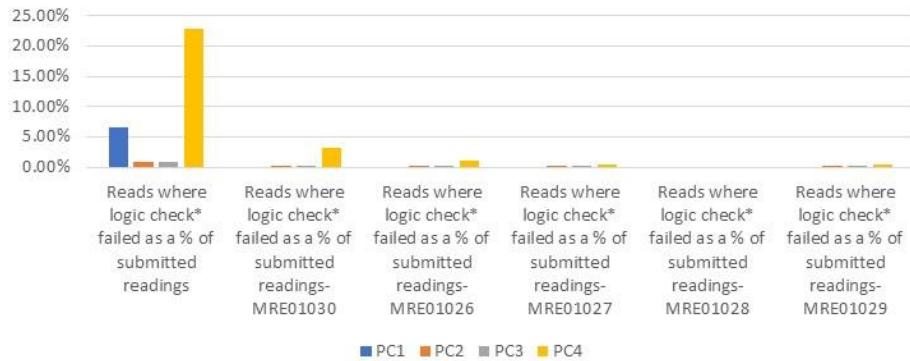 25.00%
20.00%
15.00%
10.00%
5.00%
0.00%
Reads where
logic check*
failed as a % of
submitted
readings
Reads where
logic check*
failed as a % of
submitted
readings-
MRE01030
Reads where
logic check*
failed as a % of
submitted
readings-
MRE01026
Reads where
logic check*
failed as a % of
submitted
readings-
MRE01027
Reads where
logic check*
failed as a % of
submitted
readings-
MRE01028
Reads where
logic check*
failed as a % of
submitted
readings-
MRE01029
PC1 PC2 PC3 PC4